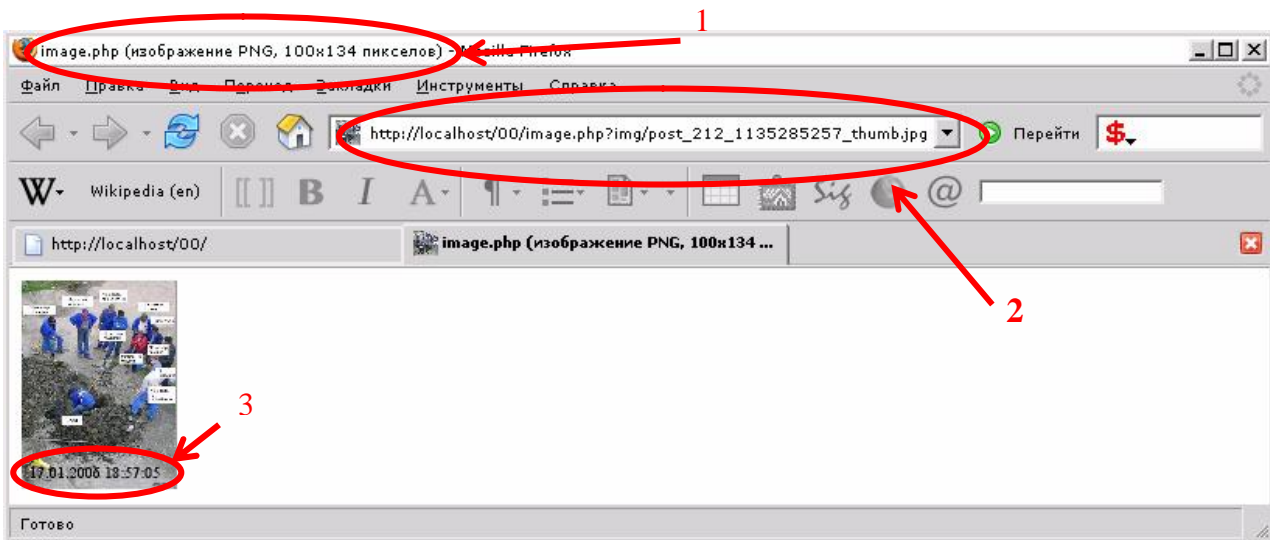 1
image.php (изображение PNG, 100x134 пикселов) - Mozilla Firefox
Файл Правка Вид Переход Закладки Инструменты Справка
http://localhost/00/image.php?img/post_212_1135285257_thumb.jpg Перейти $
W Wikipedia (en) [[ ]] B I A ¶ Sig @
http://localhost/00/ image.php (изображение PNG, 100x134 ...
2
3
17.01.2006 18:57:05
Готово